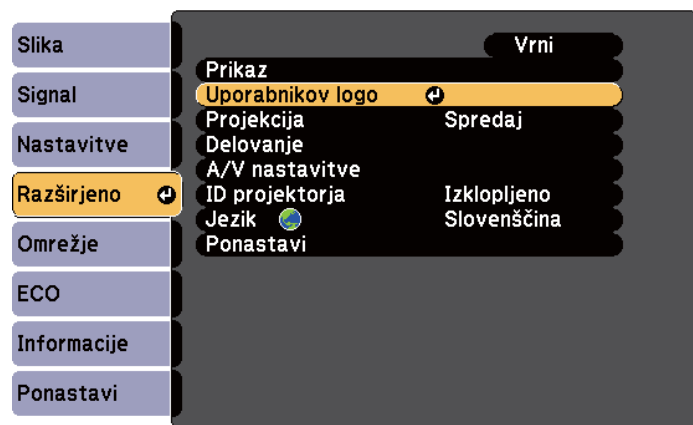 Slika
Signal
Nastavitve
Razširjeno
Omrežje
ECO
Informacije
Ponastavi
Vrni
Prikaz
Uporabnikov logo
Projekcija Spredaj
Delovanje
A/V nastavitve
ID projektorja Izklopljeno
Jezik Slovenščina
Ponastavi